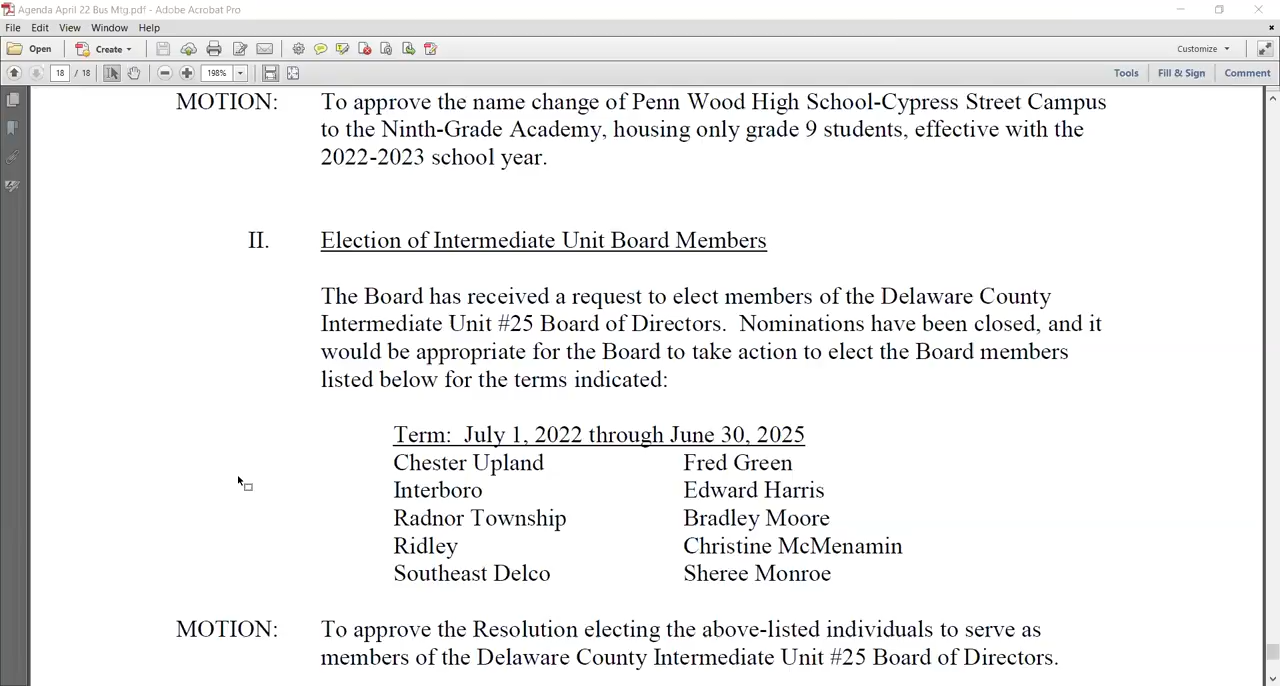 Agenda April 22 Bus Mtg.pdf - Adobe Acrobat Pro
File Edit View Window Help
Open Create Customize
18 / 18 198% Tools Fill & Sign Comment
MOTION: To approve the name change of Penn Wood High School-Cypress Street Campus
to the Ninth-Grade Academy, housing only grade 9 students, effective with the
2022-2023 school year.
II. Election of Intermediate Unit Board Members
The Board has received a request to elect members of the Delaware County
Intermediate Unit #25 Board of Directors. Nominations have been closed, and it
would be appropriate for the Board to take action to elect the Board members
listed below for the terms indicated:
Term: July 1, 2022 through June 30, 2025
Chester Upland Fred Green
Interboro Edward Harris
Radnor Township Bradley Moore
Ridley Christine McMenamin
Southeast Delco Sheree Monroe
MOTION: To approve the Resolution electing the above-listed individuals to serve as
members of the Delaware County Intermediate Unit #25 Board of Directors.